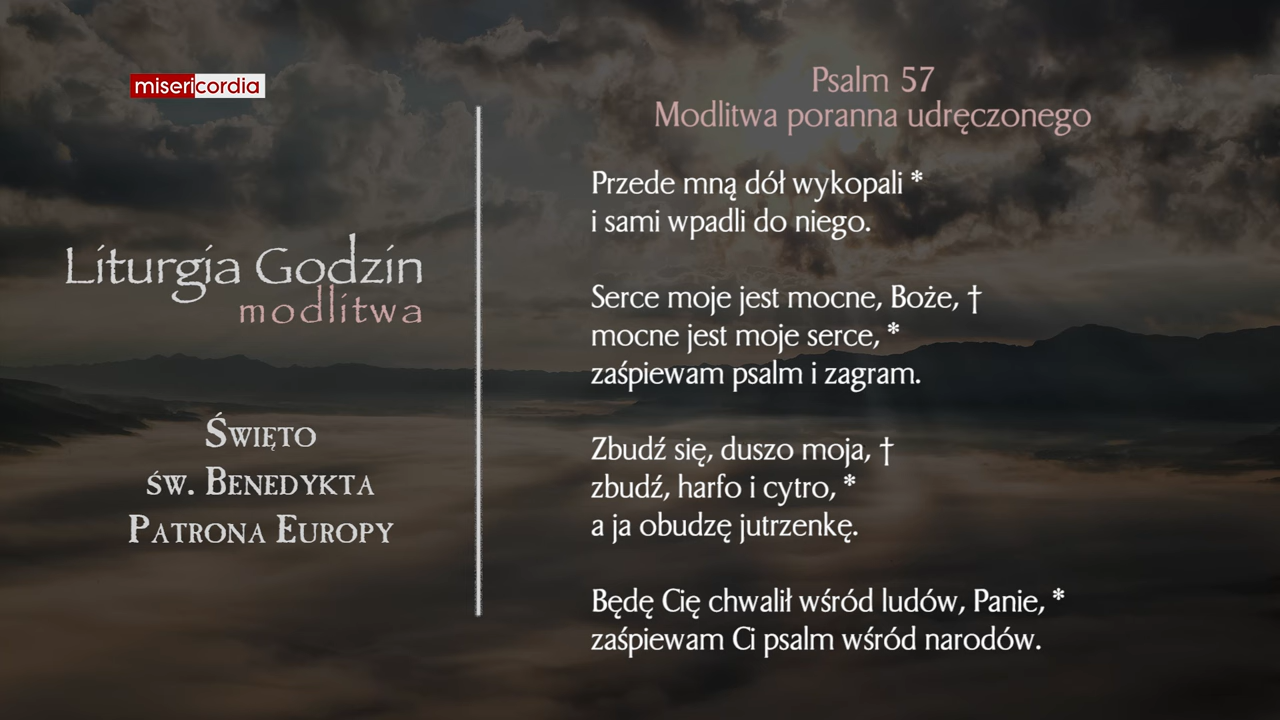 misericordia
Liturgia Godzin
modlitwa
Święto
św. Benedykta
Patrona Europy
Psalm 57
Modlitwa poranna udręczonego
Przede mną dół wykopali *
i sami wpadli do niego.
Serce moje jest mocne, Boże, †
mocne jest moje serce, *
zaśpiewam psalm i zagram.
Zbudź się, duszo moja, †
zbudź, harfo i cytro, *
a ja obudzę jutrzenkę.
Będę Cię chwalił wśród ludów, Panie, *
zaśpiewam Ci psalm wśród narodów.